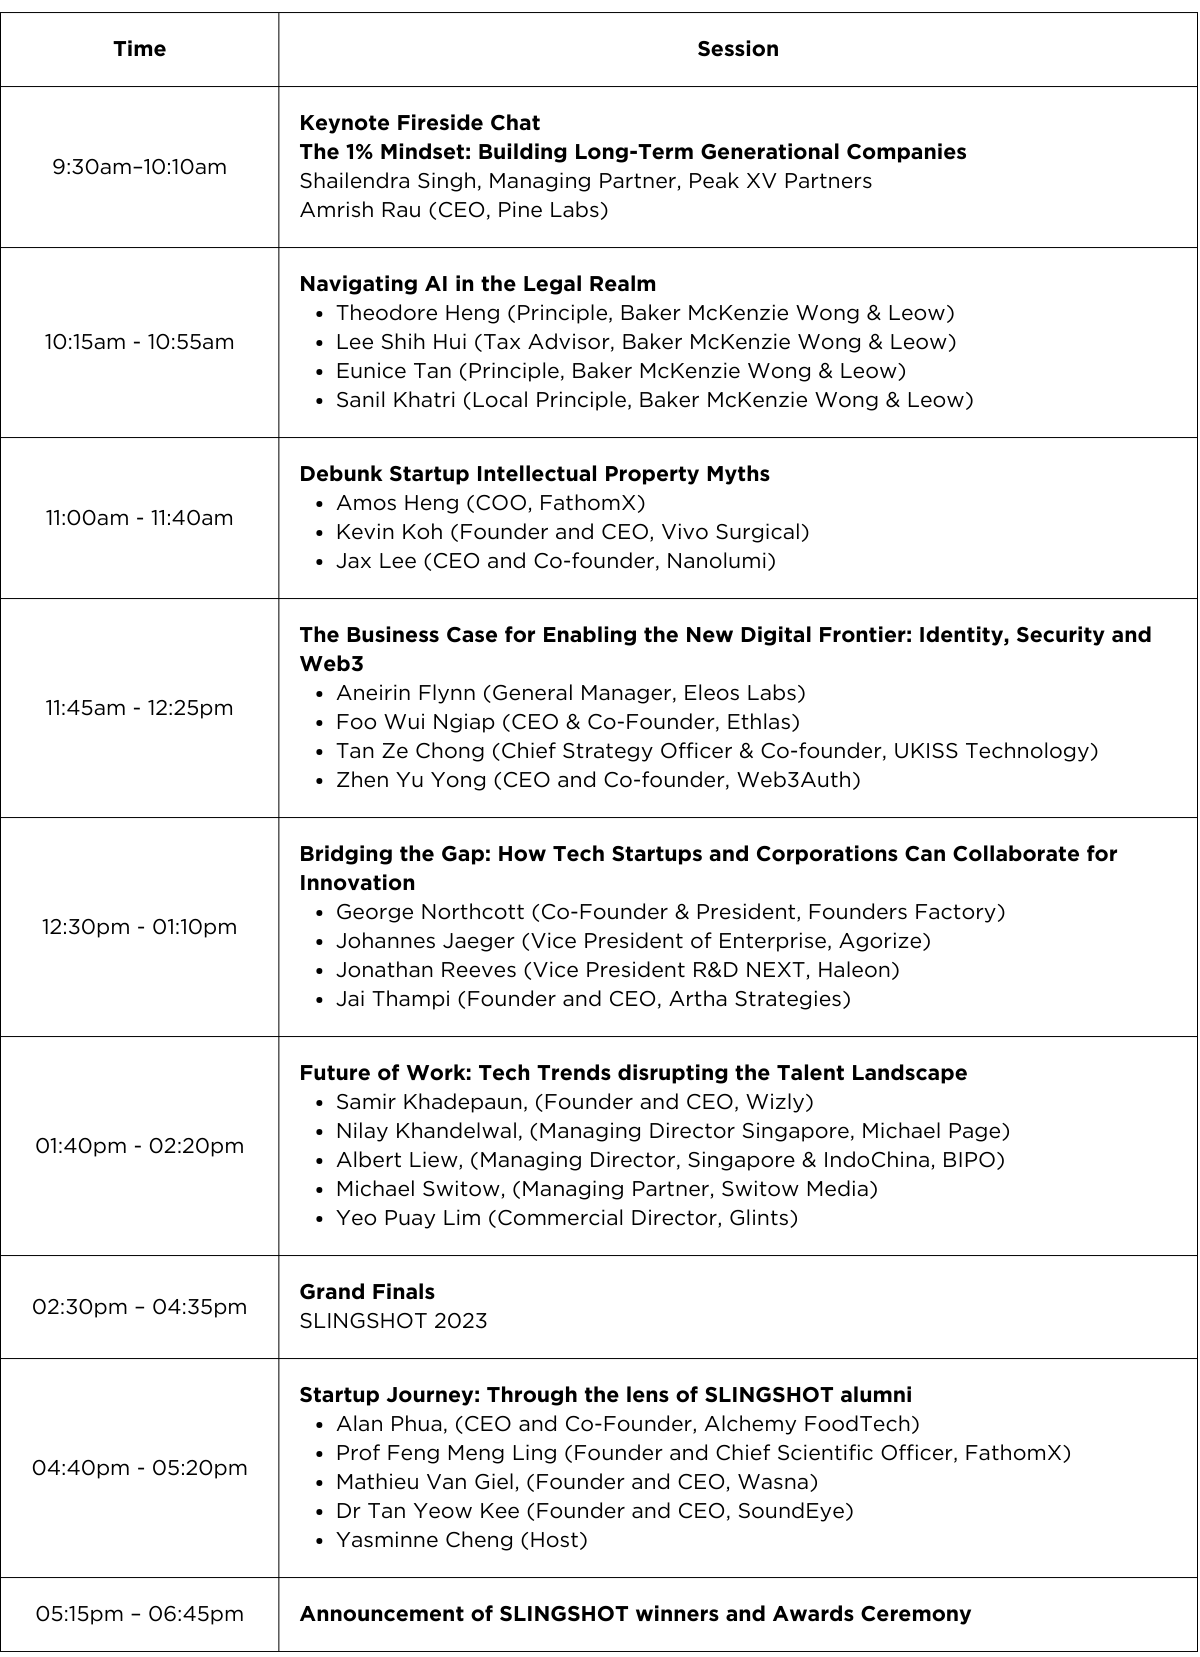 Time
Session
9:30am–10:10am
Keynote Fireside Chat
The 1% Mindset: Building Long-Term Generational Companies
Shailendra Singh, Managing Partner, Peak XV Partners
Amrish Rau (CEO, Pine Labs)
10:15am - 10:55am
Navigating AI in the Legal Realm
• Theodore Heng (Principle, Baker McKenzie Wong & Leow)
• Lee Shih Hui (Tax Advisor, Baker McKenzie Wong & Leow)
• Eunice Tan (Principle, Baker McKenzie Wong & Leow)
• Sanil Khatri (Local Principle, Baker McKenzie Wong & Leow)
11:00am - 11:40am
Debunk Startup Intellectual Property Myths
• Amos Heng (COO, FathomX)
• Kevin Koh (Founder and CEO, Vivo Surgical)
• Jax Lee (CEO and Co-founder, Nanolumi)
11:45am - 12:25pm
The Business Case for Enabling the New Digital Frontier: Identity, Security and
Web3
• Aneirin Flynn (General Manager, Eleos Labs)
• Foo Wui Ngiap (CEO & Co-Founder, Ethlas)
• Tan Ze Chong (Chief Strategy Officer & Co-founder, UKISS Technology)
• Zhen Yu Yong (CEO and Co-founder, Web3Auth)
12:30pm - 01:10pm
Bridging the Gap: How Tech Startups and Corporations Can Collaborate for
Innovation
• George Northcott (Co-Founder & President, Founders Factory)
• Johannes Jaeger (Vice President of Enterprise, Agorize)
• Jonathan Reeves (Vice President R&D NEXT, Haleon)
• Jai Thampi (Founder and CEO, Artha Strategies)
01:40pm - 02:20pm
Future of Work: Tech Trends disrupting the Talent Landscape
• Samir Khadepaun, (Founder and CEO, Wizly)
• Nilay Khandelwal, (Managing Director Singapore, Michael Page)
• Albert Liew, (Managing Director, Singapore & IndoChina, BIPO)
• Michael Switow, (Managing Partner, Switow Media)
• Yeo Puay Lim (Commercial Director, Glints)
02:30pm – 04:35pm
Grand Finals
SLINGSHOT 2023
04:40pm - 05:20pm
Startup Journey: Through the lens of SLINGSHOT alumni
• Alan Phua, (CEO and Co-Founder, Alchemy FoodTech)
• Prof Feng Meng Ling (Founder and Chief Scientific Officer, FathomX)
• Mathieu Van Giel, (Founder and CEO, Wasna)
• Dr Tan Yeow Kee (Founder and CEO, SoundEye)
• Yasminne Cheng (Host)
05:15pm – 06:45pm
Announcement of SLINGSHOT winners and Awards Ceremony